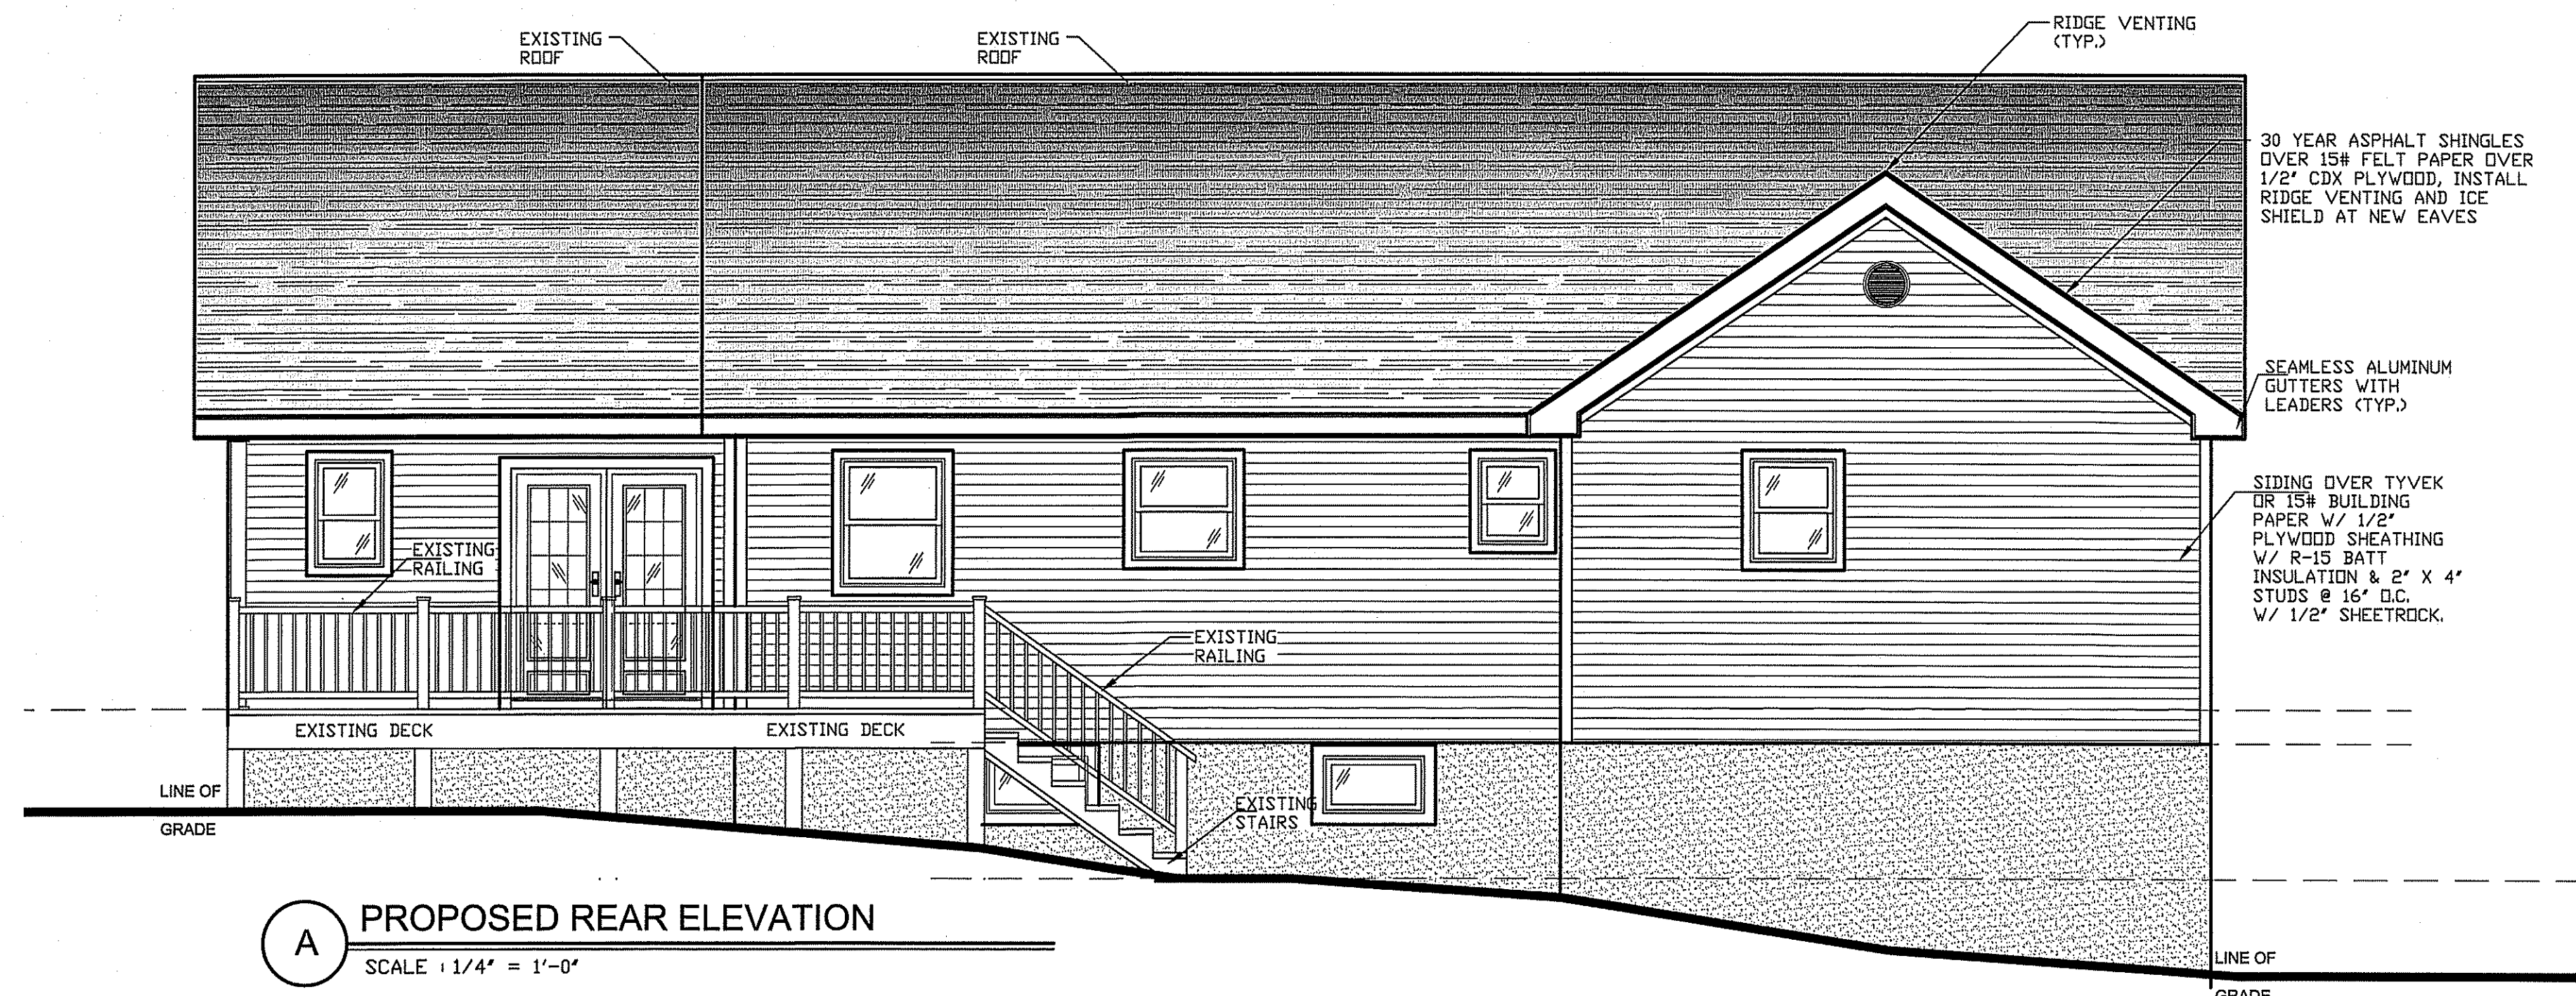 EXISTING
ROOF
EXISTING
ROOF
RIDGE VENTING
(TYP.)
30 YEAR ASPHALT SHINGLES
OVER 15# FELT PAPER OVER
1/2" CDX PLYWOOD, INSTALL
RIDGE VENTING AND ICE
SHIELD AT NEW EAVES
SEAMLESS ALUMINUM
GUTTERS WITH
LEADERS (TYP.)
SIDING OVER TYVEK
OR 15# BUILDING
PAPER W/ 1/2"
PLYWOOD SHEATHING
W/ R-15 BATT
INSULATION & 2" X 4"
STUDS @ 16" O.C.
W/ 1/2" SHEETROCK.
EXISTING
RAILING
EXISTING
RAILING
EXISTING DECK
EXISTING DECK
LINE OF
GRADE
EXISTING
STAIRS
A
PROPOSED REAR ELEVATION
SCALE : 1/4" = 1'-0"
LINE OF
GRADE